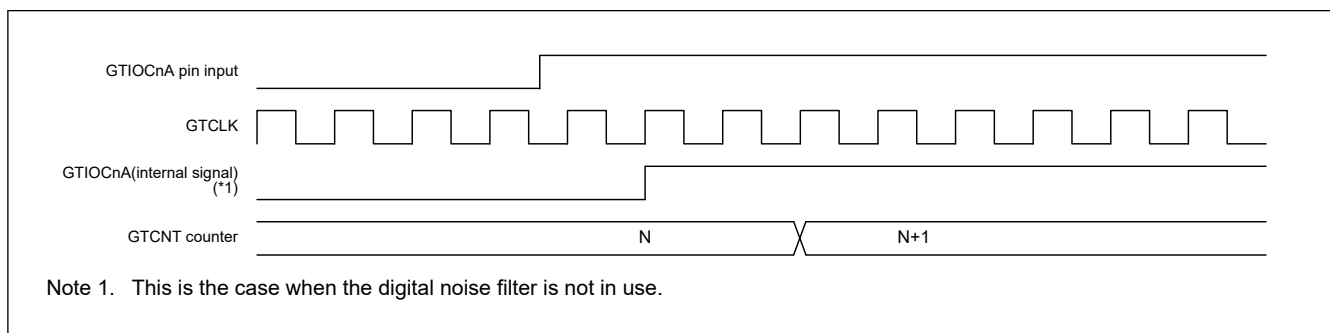 GTIOCnA pin input
GTCLK
GTIOCnA(internal signal)
(*1)
GTCNT counter
N
N+1
Note 1. This is the case when the digital noise filter is not in use.